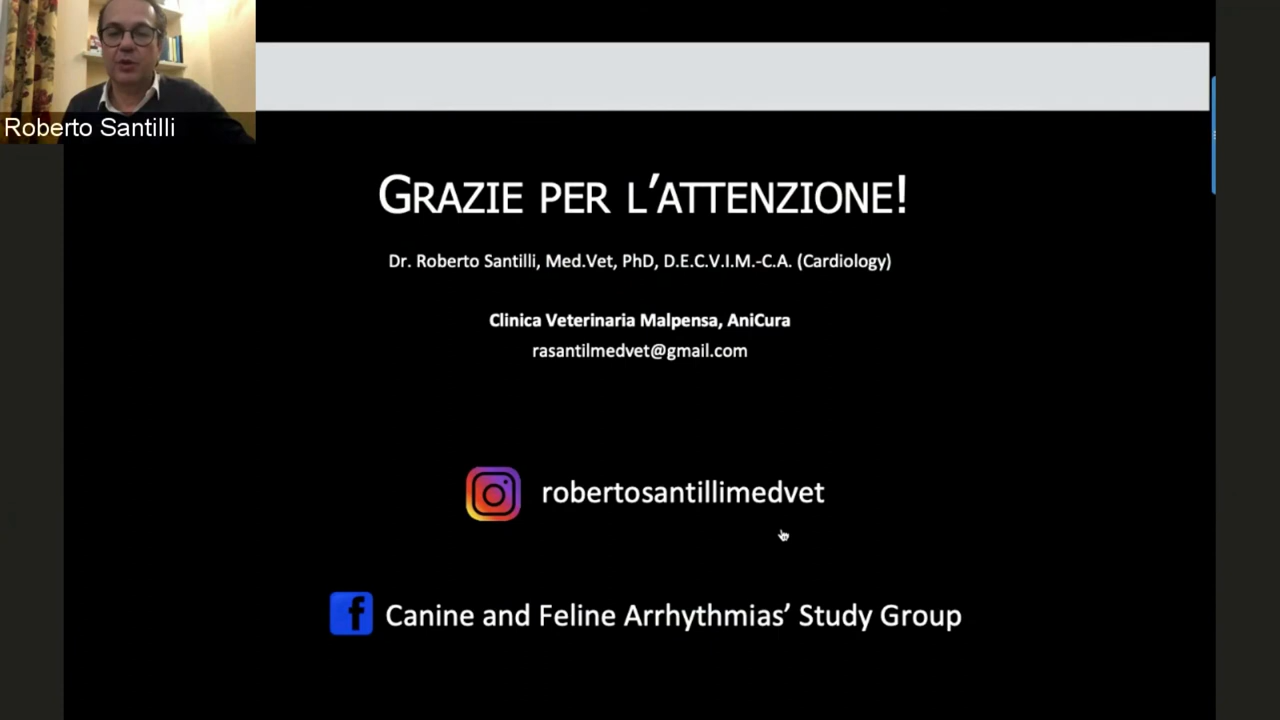 Roberto Santilli
GRAZIE PER L'ATTENZIONE!
Dr. Roberto Santilli, Med.Vet, PhD, D.E.C.V.I.M.-C.A. (Cardiology)
Clinica Veterinaria Malpensa, AniCura
rasantilmedvet@gmail.com
robertosantillimedvet
Canine and Feline Arrhythmias’ Study Group